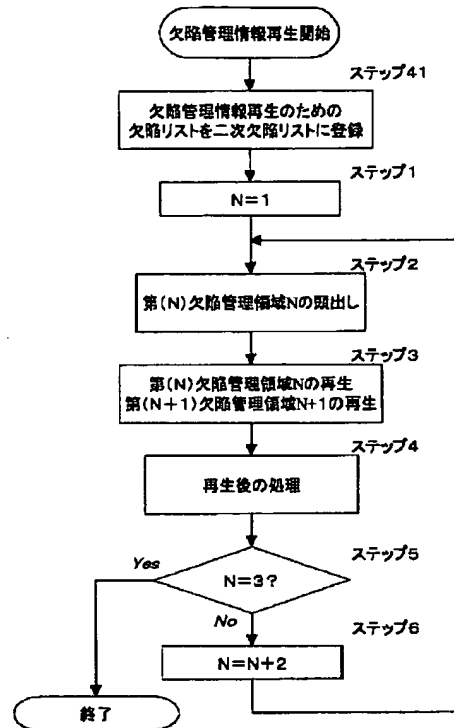 欠陥管理情報再生開始
ステップ41
欠陥管理情報再生のための
欠陥リストを二次欠陥リストに登録
ステップ1
N=1
ステップ2
第(N)欠陥管理領域Nの頭出し
ステップ3
第(N)欠陥管理領域Nの再生
第(N+1)欠陥管理領域N+1の再生
ステップ4
再生後の処理
ステップ5
Yes
N=3?
No
ステップ6
N=N+2
終了